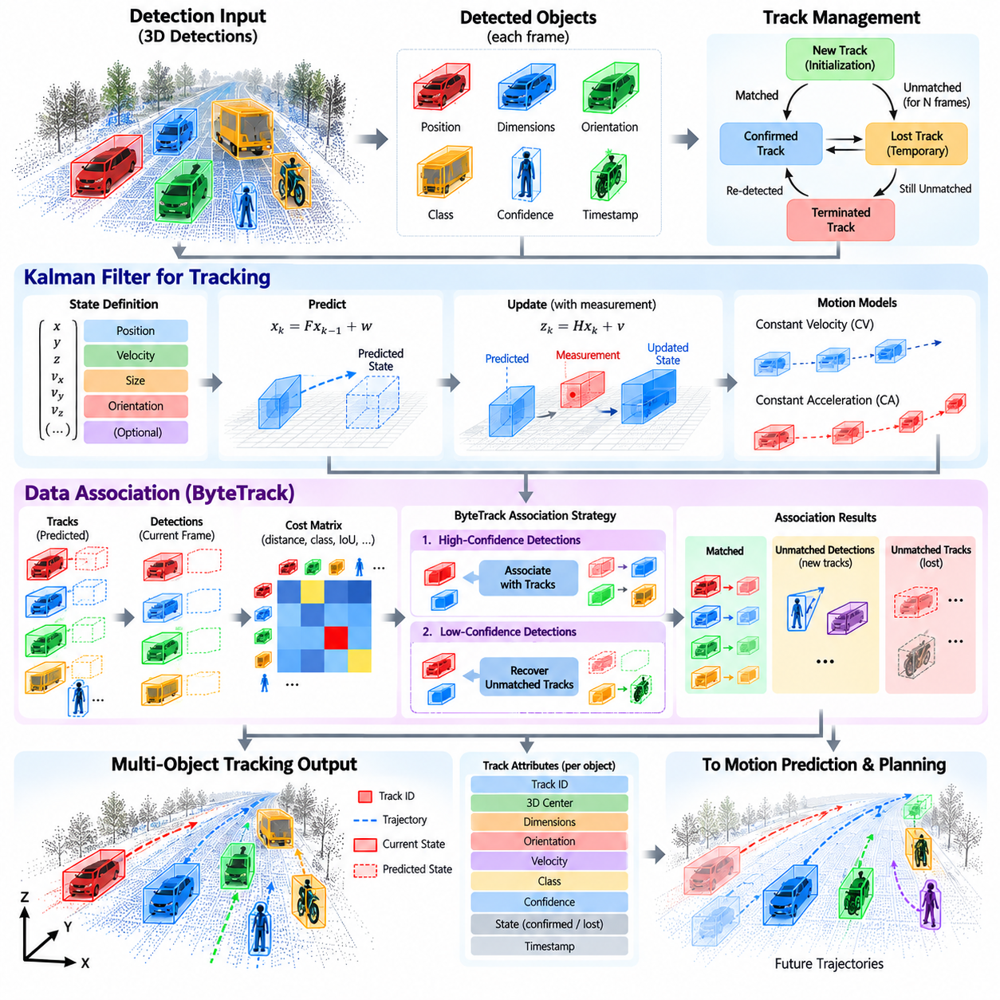 Detection Input
(3D Detections)
Detected Objects
(each frame)
Position
Dimensions
Orientation
Class
Confidence
Timestamp
Track Management
New Track
(Initialization)
Matched
Unmatched
(for N frames)
Confirmed
Track
Lost Track
(Temporary)
Re-detected
Still Unmatched
Terminated
Track
Kalman Filter for Tracking
State Definition
x
y
z
vx
vy
vz
(...)
Position
Velocity
Size
Orientation
(Optional)
Predict
xk = Fxk−1 + w
Predicted
State
Update (with measurement)
zk = Hxk + v
Predicted
Measurement
Updated
State
Motion Models
Constant Velocity (CV)
Constant Acceleration (CA)
Data Association (ByteTrack)
Tracks
(Predicted)
...
Detections
(Current Frame)
Cost Matrix
(distance, class, IoU, ...)
...
...
ByteTrack Association Strategy
1. High-Confidence Detections
Associate
with Tracks
2. Low-Confidence Detections
Recover
Unmatched Tracks
Association Results
Matched
Unmatched Detections
(new tracks)
...
Unmatched Tracks
(lost)
...
...
Multi-Object Tracking Output
Track ID
Trajectory
Current State
Predicted State
Z
Y
X
Track Attributes (per object)
Track ID
3D Center
Dimensions
Orientation
Velocity
Class
Confidence
State (confirmed / lost)
Timestamp
To Motion Prediction & Planning
Future Trajectories